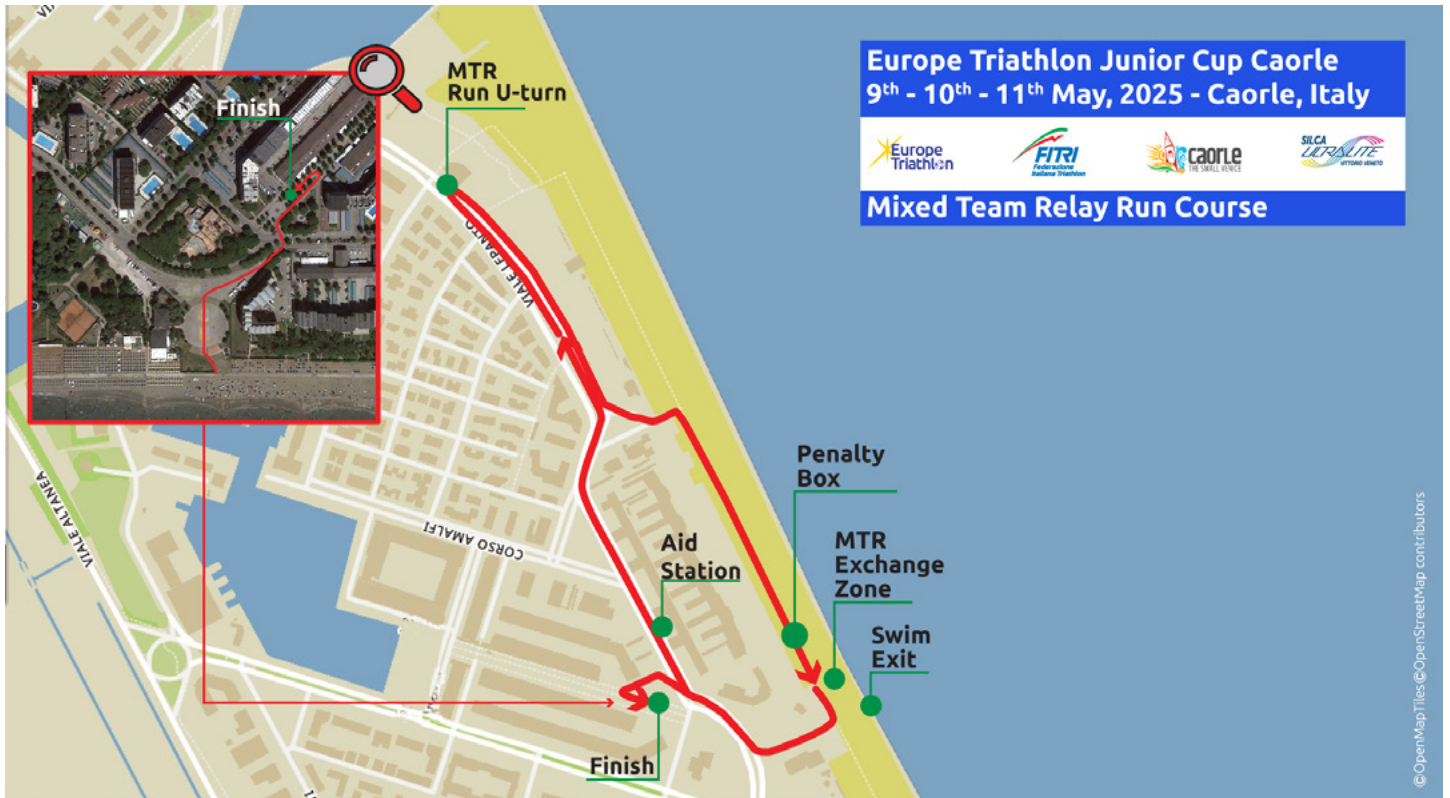 Europe Triathlon Junior Cup Caorle
9th - 10th - 11th May, 2025 - Caorle, Italy
Europe
Triathlon
FITRI
Federazione
Italiana Triathlon
caorle
THE SMALL VENICE
SILCA
ULTRALITE
VITTORIO VENETO
Mixed Team Relay Run Course
MTR
Run U-turn
Finish
VIALE LEPANTO
Penalty
Box
MTR
Exchange
Zone
Swim
Exit
Aid
Station
CORSO AMALFI
VIALE ALTANEA
Finish
©OpenMapTiles©OpenStreetMap contributors